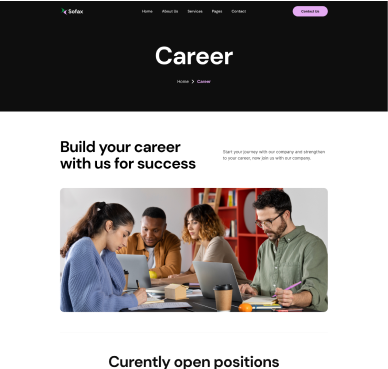 Sofax
Home About Us Services Pages Contact
Contact Us
Career
Home > Career
Build your career
with us for success
Start your journey with our company and strengthen
to your career, now join us with our company.
Curently open positions